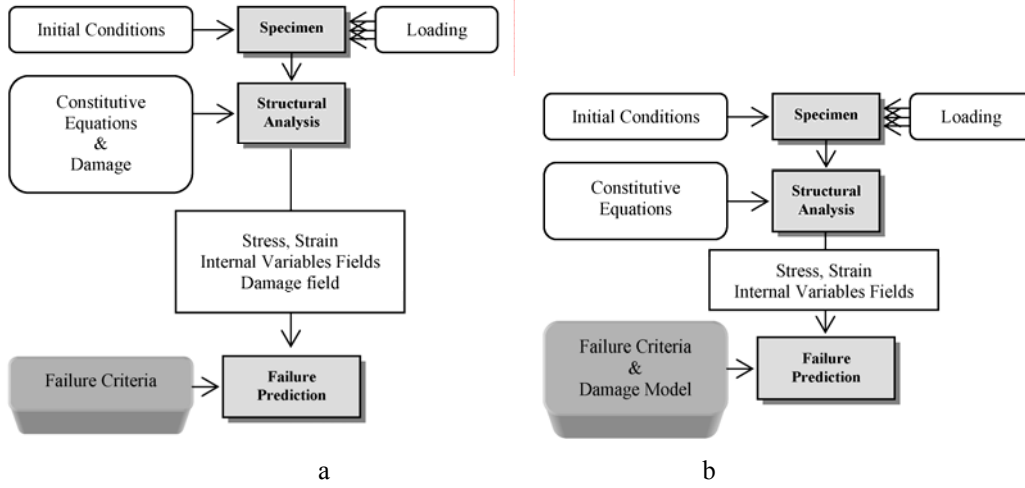 Initial Conditions
Specimen
Loading
Constitutive
Equations
&
Damage
Structural
Analysis
Stress, Strain
Internal Variables Fields
Damage field
Failure Criteria
Failure
Prediction
a
Initial Conditions
Specimen
Loading
Constitutive
Equations
Structural
Analysis
Stress, Strain
Internal Variables Fields
Failure Criteria
&
Damage Model
Failure
Prediction
b